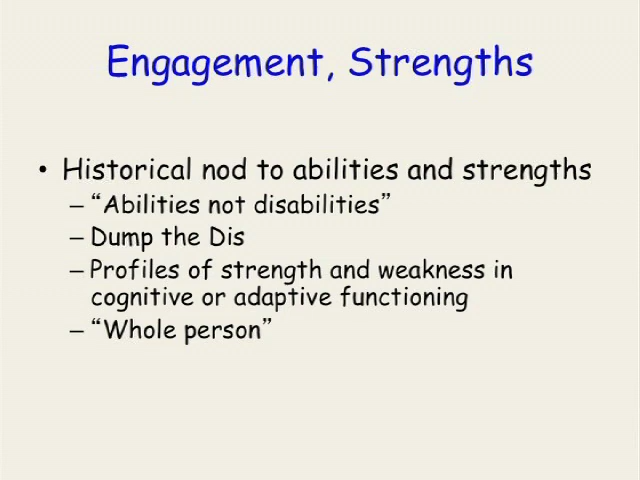 Engagement, Strengths
• Historical nod to abilities and strengths
– “Abilities not disabilities”
– Dump the Dis
– Profiles of strength and weakness in
cognitive or adaptive functioning
– “Whole person”